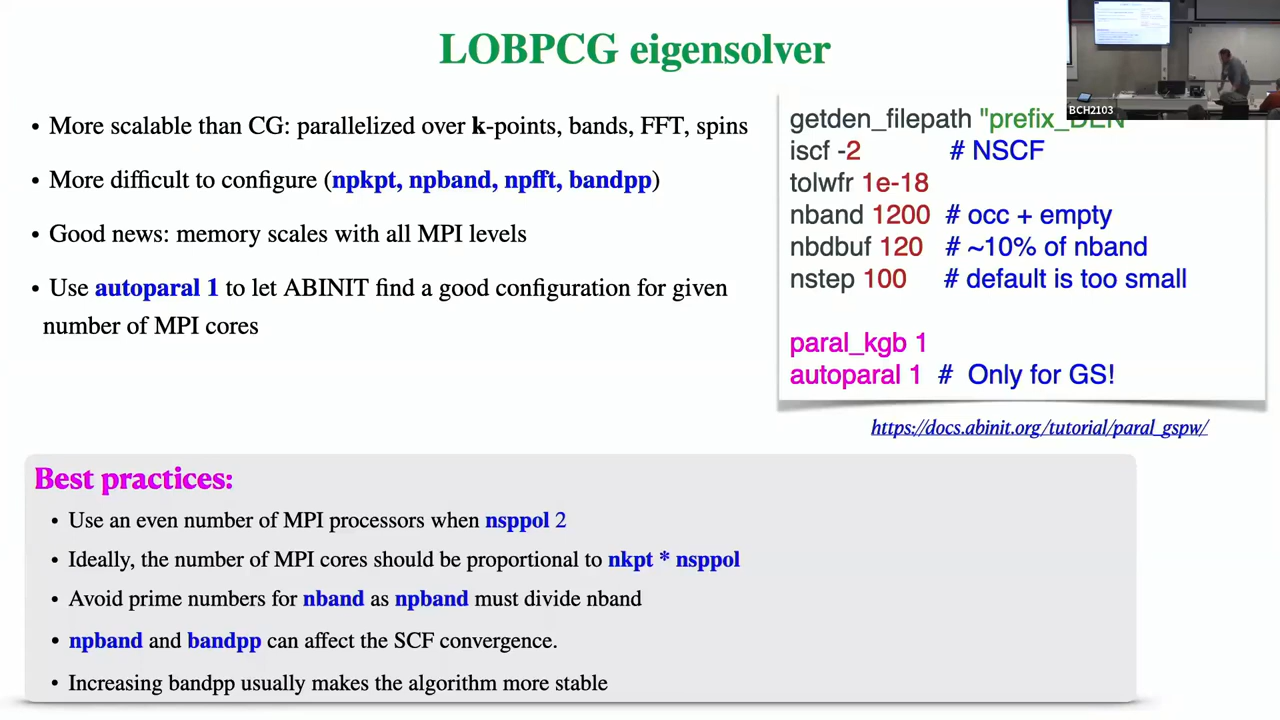 LOBPCG eigensolver
• More scalable than CG: parallelized over k-points, bands, FFT, spins
• More difficult to configure (npkpt, npband, npfft, bandpp)
• Good news: memory scales with all MPI levels
• Use autoparal 1 to let ABINIT find a good configuration for given
number of MPI cores
BCH2103
getden_filepath "prefix_DEN
iscf -2 # NSCF
tolwfr 1e-18
nband 1200 # occ + empty
nbdbuf 120 # ~10% of nband
nstep 100 # default is too small
paral_kgb 1
autoparal 1 # Only for GS!
https://docs.abinit.org/tutorial/paral_gspw/
Best practices:
• Use an even number of MPI processors when nsppol 2
• Ideally, the number of MPI cores should be proportional to nkpt * nsppol
• Avoid prime numbers for nband as npband must divide nband
• npband and bandpp can affect the SCF convergence.
• Increasing bandpp usually makes the algorithm more stable